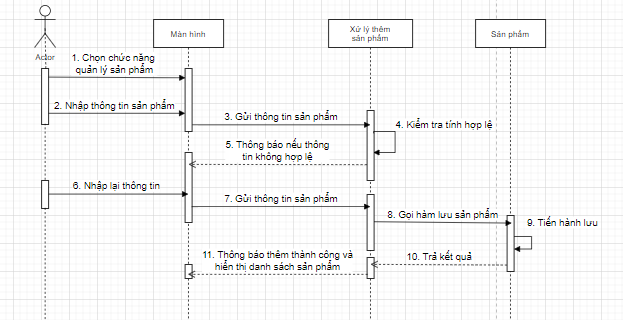 Màn hình
Xử lý thêm
sản phẩm
Sản phẩm
Actor
1. Chọn chức năng
quản lý sản phẩm
2. Nhập thông tin sản phẩm
3. Gửi thông tin sản phẩm
4. Kiểm tra tính hợp lệ
5. Thông báo nếu thông
tin không hợp lệ
6. Nhập lại thông tin
7. Gửi thông tin sản phẩm
8. Gọi hàm lưu sản phẩm
9. Tiến hành lưu
10. Trả kết quả
11. Thông báo thêm thành công và
hiển thị danh sách sản phẩm